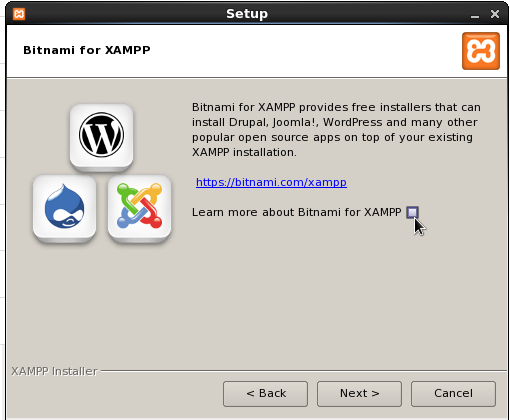 Setup
Bitnami for XAMPP
Bitnami for XAMPP provides free installers that can
install Drupal, Joomla!, WordPress and many other
popular open source apps on top of your existing
XAMPP installation.
https://bitnami.com/xampp
Learn more about Bitnami for XAMPP
XAMPP Installer
< Back
Next >
Cancel